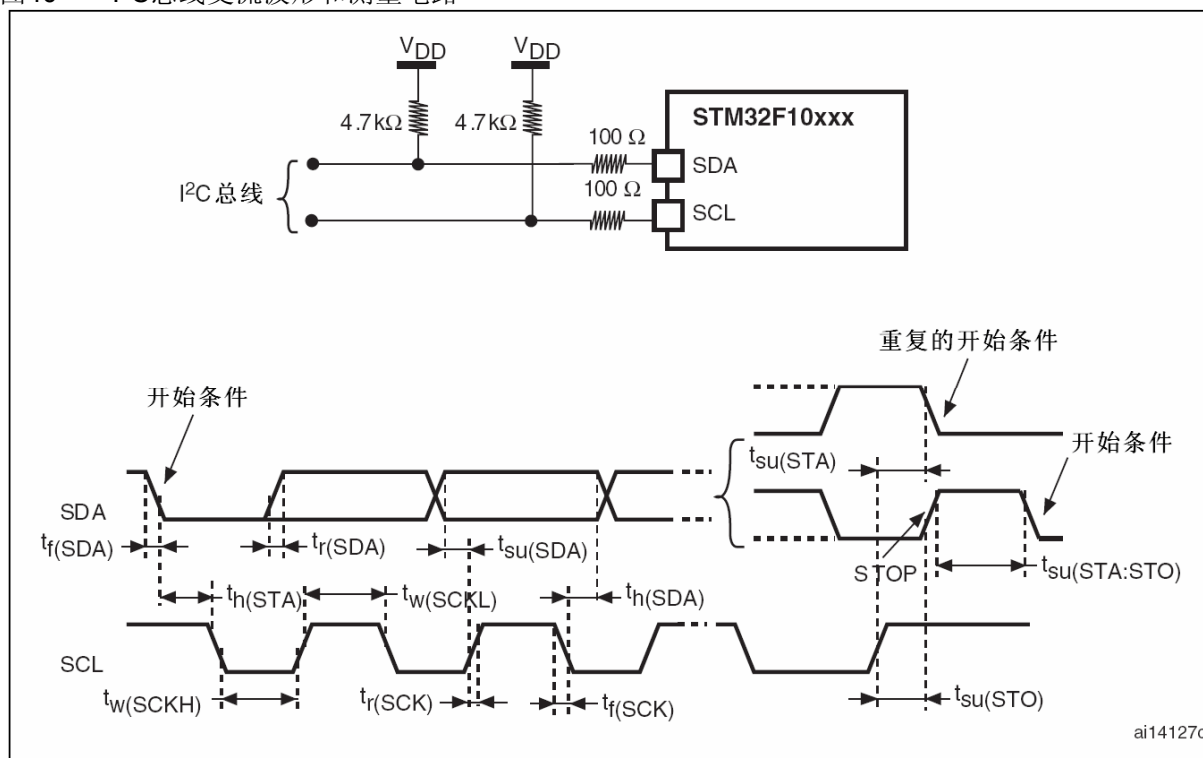 V_DD V_DD
4.7kΩ 4.7kΩ
STM32F10xxx
100 Ω
SDA
I²C总线
100 Ω
SCL
重复的开始条件
开始条件
开始条件
t_su(STA)
SDA
t_f(SDA)
t_r(SDA)
t_su(SDA)
STOP
t_su(STA:STO)
t_h(STA)
t_w(SCKL)
t_h(SDA)
SCL
t_w(SCKH)
t_r(SCK)
t_f(SCK)
t_su(STO)
ai14127c